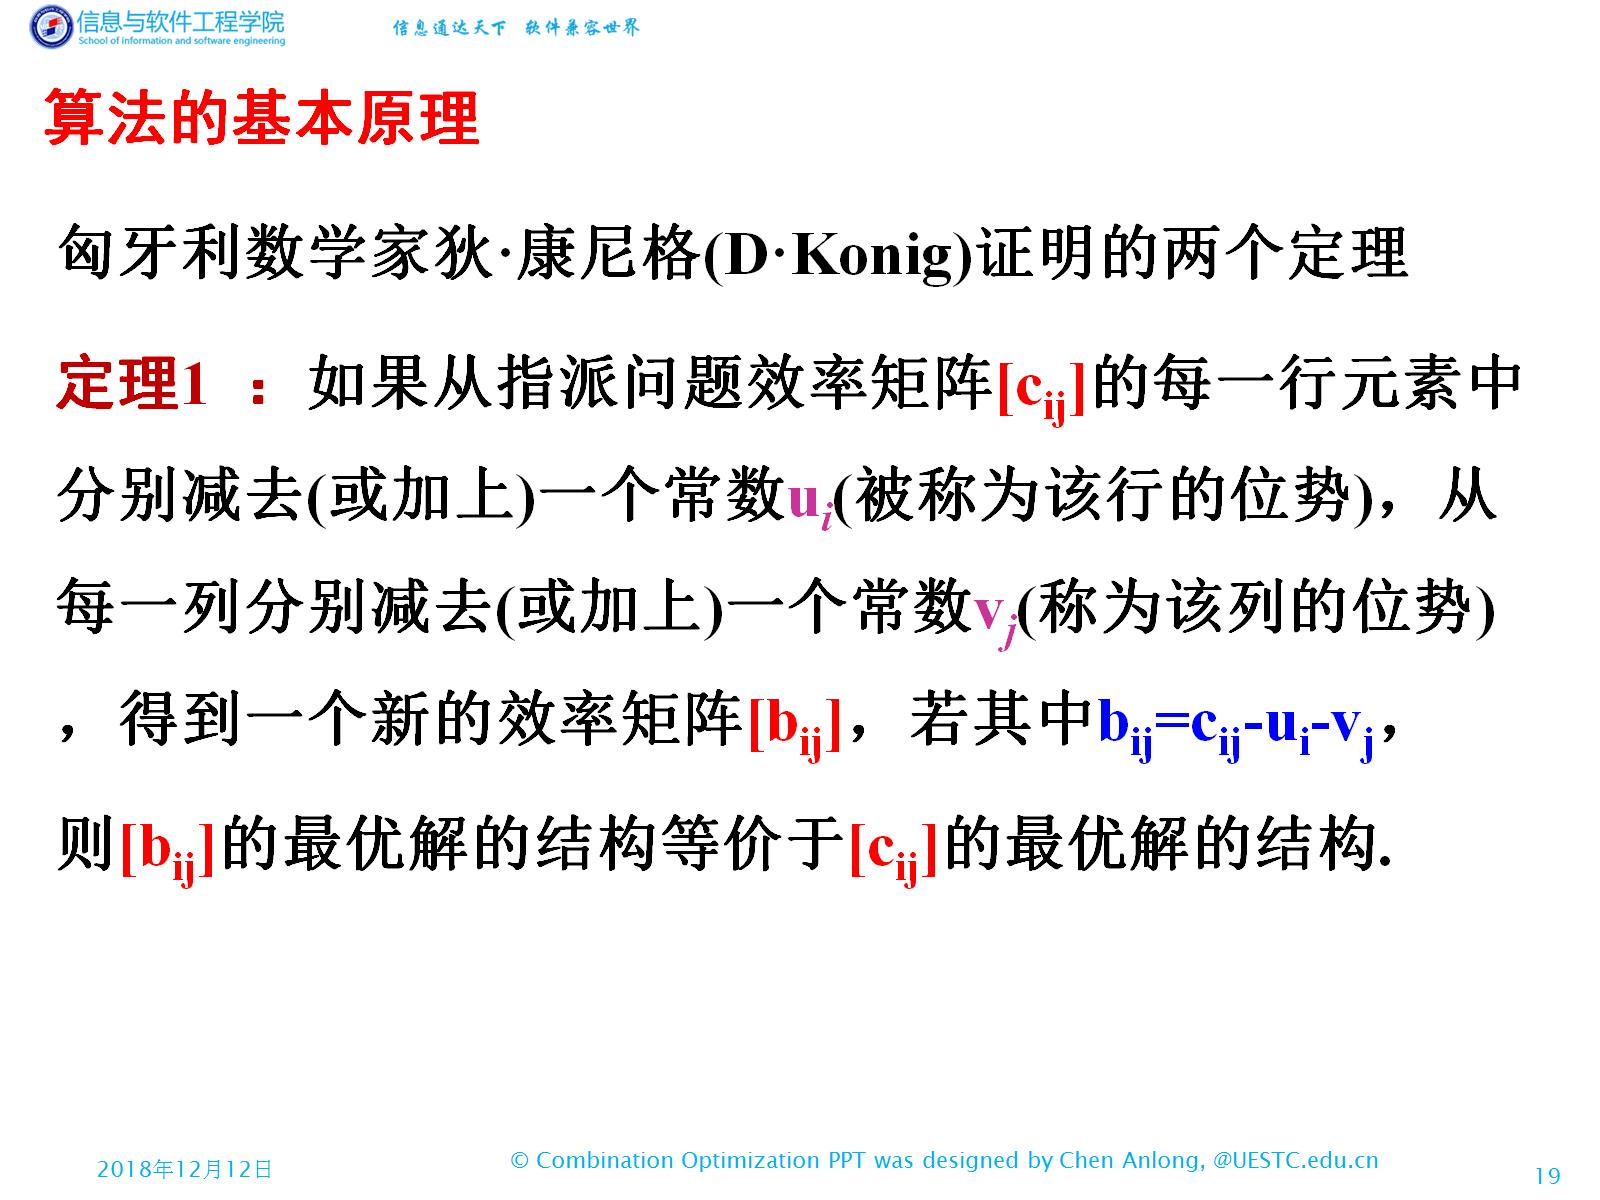 信息与软件工程学院
School of information and software engineering
信息通达天下 软件兼容世界
算法的基本原理
匈牙利数学家狄·康尼格(D·Konig)证明的两个定理
定理1 ：如果从指派问题效率矩阵[cij]的每一行元素中
分别减去(或加上)一个常数ui(被称为该行的位势)，从
每一列分别减去(或加上)一个常数vj(称为该列的位势)
，得到一个新的效率矩阵[bij]，若其中bij=cij-ui-vj，
则[bij]的最优解的结构等价于[cij]的最优解的结构.
2018年12月12日
© Combination Optimization PPT was designed by Chen Anlong, @UESTC.edu.cn
19